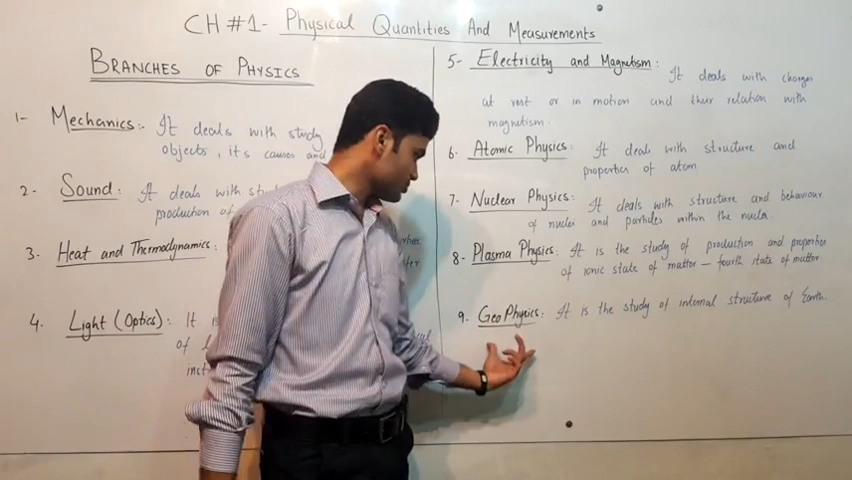 CH #1- Physical Quantities And Measurements
BRANCHES OF PHYSICS
1- Mechanics:- It deals with study
objects, its causes and
2- Sound: It deals with
production of
3. Heat and Thermodynamics:
4. Light (Optics): It is
of
5- Electricity and Magnetism: It deals with charges
at rest or in motion and their relation with
magnetism.
6. Atomic Physics: It deals with structure and
properties of atom
7- Nuclear Physics: It deals with structure and behaviour
of nuclei and particles within the nuclei.
8- Plasma Physics: It is the study of production and properties
of ionic state of matter - fourth state of matter.
9. GeoPhysics: It is the study of internal structure of Earth.